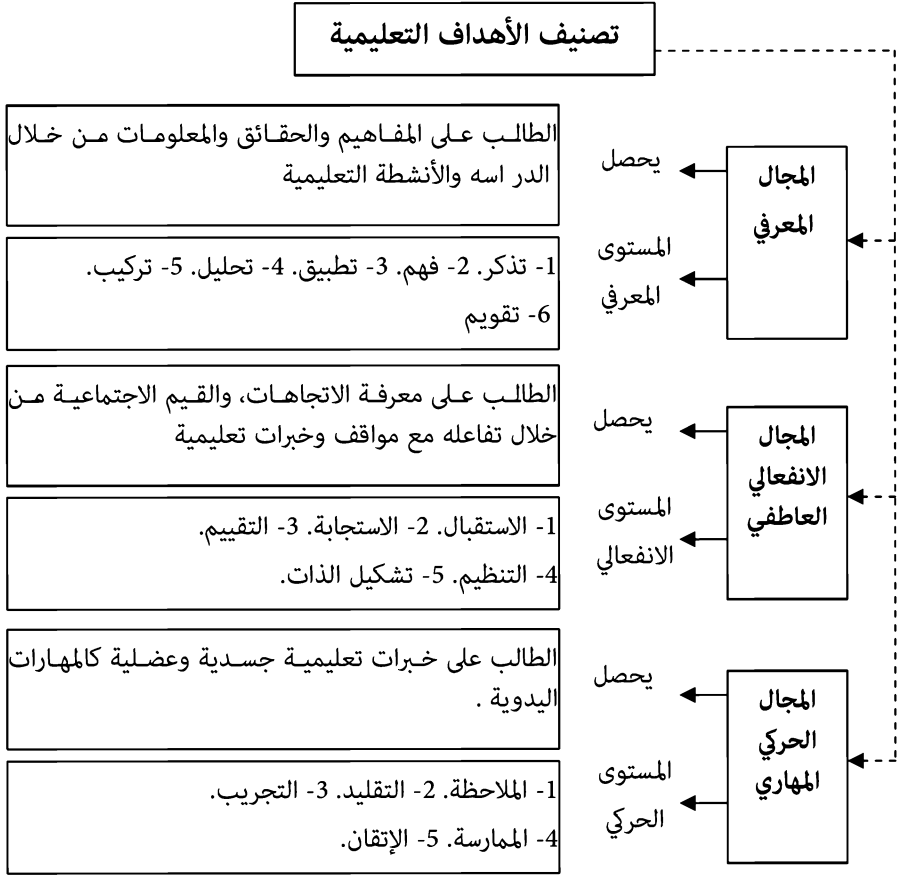 تصنيف الأهداف التعليمية
المجال
المعرفي
يحصل
الطالب على المفاهيم والحقائق والمعلومات من خلال
الدر اسه والأنشطة التعليمية
المستوى
المعرفي
1- تذكر. 2- فهم. 3- تطبيق. 4- تحليل. 5- تركيب.
6- تقويم
المجال
الانفعالي
العاطفي
يحصل
الطالب على معرفة الاتجاهات، والقيم الاجتماعية من
خلال تفاعله مع مواقف وخبرات تعليمية
المستوى
الانفعالي
1- الاستقبال. 2- الاستجابة. 3- التقييم.
4- التنظيم. 5- تشكيل الذات.
المجال
الحركي
المهاري
يحصل
الطالب على خبرات تعليمية جسدية وعضلية كالمهارات
اليدوية .
المستوى
الحركي
1- الملاحظة. 2- التقليد. 3- التجريب.
4- الممارسة. 5- الإتقان.